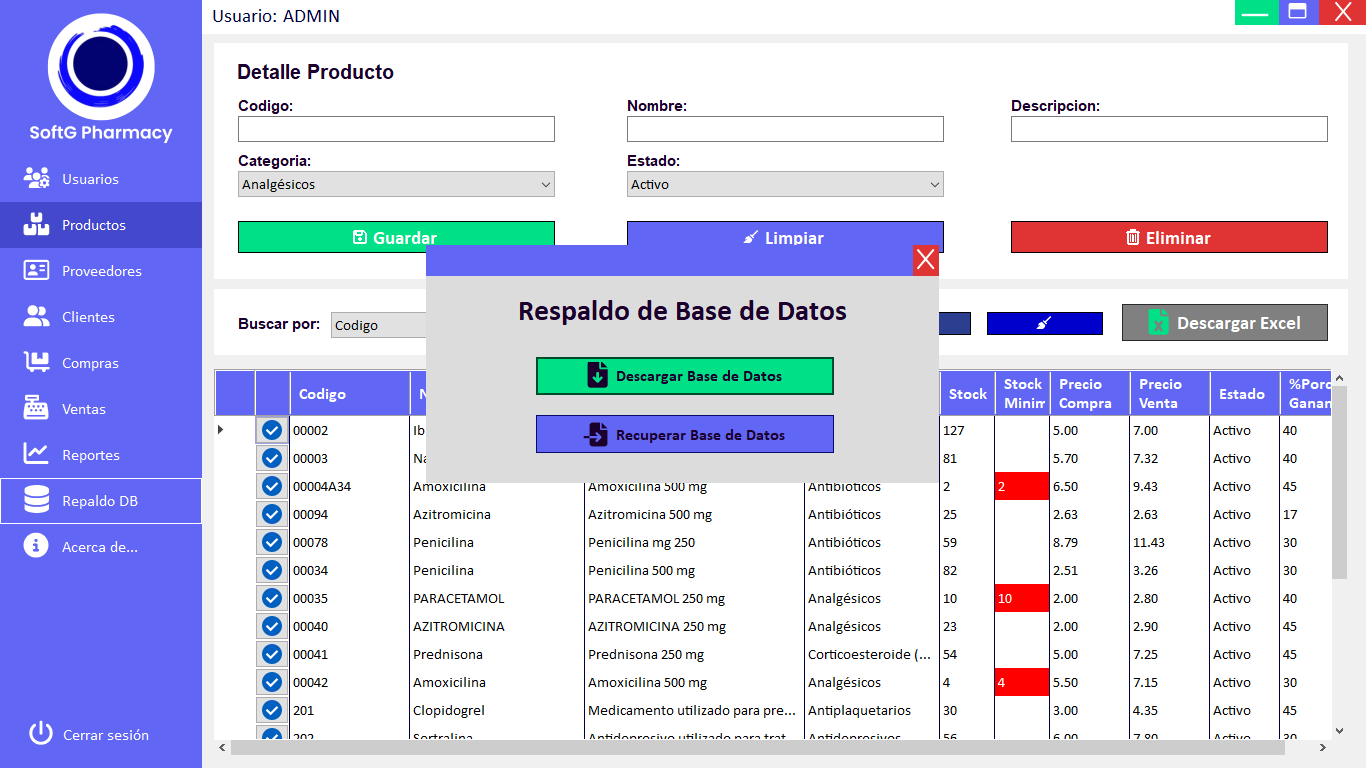 Usuario: ADMIN
SoftG Pharmacy
Usuarios
Productos
Proveedores
Clientes
Compras
Ventas
Reportes
Repaldo DB
Acerca de...
Cerrar sesión
Detalle Producto
Codigo: Nombre: Descripcion:
Categoria: Estado:
Analgésicos Activo
Guardar Limpiar Eliminar
Buscar por: Codigo Descargar Excel
Respaldo de Base de Datos
Descargar Base de Datos
Recuperar Base de Datos
Codigo N Stock Stock Minim Precio Compra Precio Venta Estado %Porc Ganan
00002 Ib 127 5.00 7.00 Activo 40
00003 Na 81 5.70 7.32 Activo 40
00004A34 Amoxicilina Amoxicilina 500 mg Antibióticos 2 2 6.50 9.43 Activo 45
00094 Azitromicina Azitromicina 500 mg Antibióticos 25 2.63 2.63 Activo 17
00078 Penicilina Penicilina mg 250 Antibióticos 59 8.79 11.43 Activo 30
00034 Penicilina Penicilina 500 mg Antibióticos 82 2.51 3.26 Activo 30
00035 PARACETAMOL PARACETAMOL 250 mg Analgésicos 10 10 2.00 2.80 Activo 40
00040 AZITROMICINA AZITROMICINA 250 mg Analgésicos 23 2.00 2.90 Activo 45
00041 Prednisona Prednisona 250 mg Corticoesteroide (... 54 5.00 7.25 Activo 45
00042 Amoxicilina Amoxicilina 500 mg Analgésicos 4 4 5.50 7.15 Activo 30
201 Clopidogrel Medicamento utilizado para pre... Antiplaquetarios 30 3.00 4.35 Activo 45
202 Sertralina Antidepresivo utilizado para trat... Antidepresivos 56 6.00 7.80 Activo 30